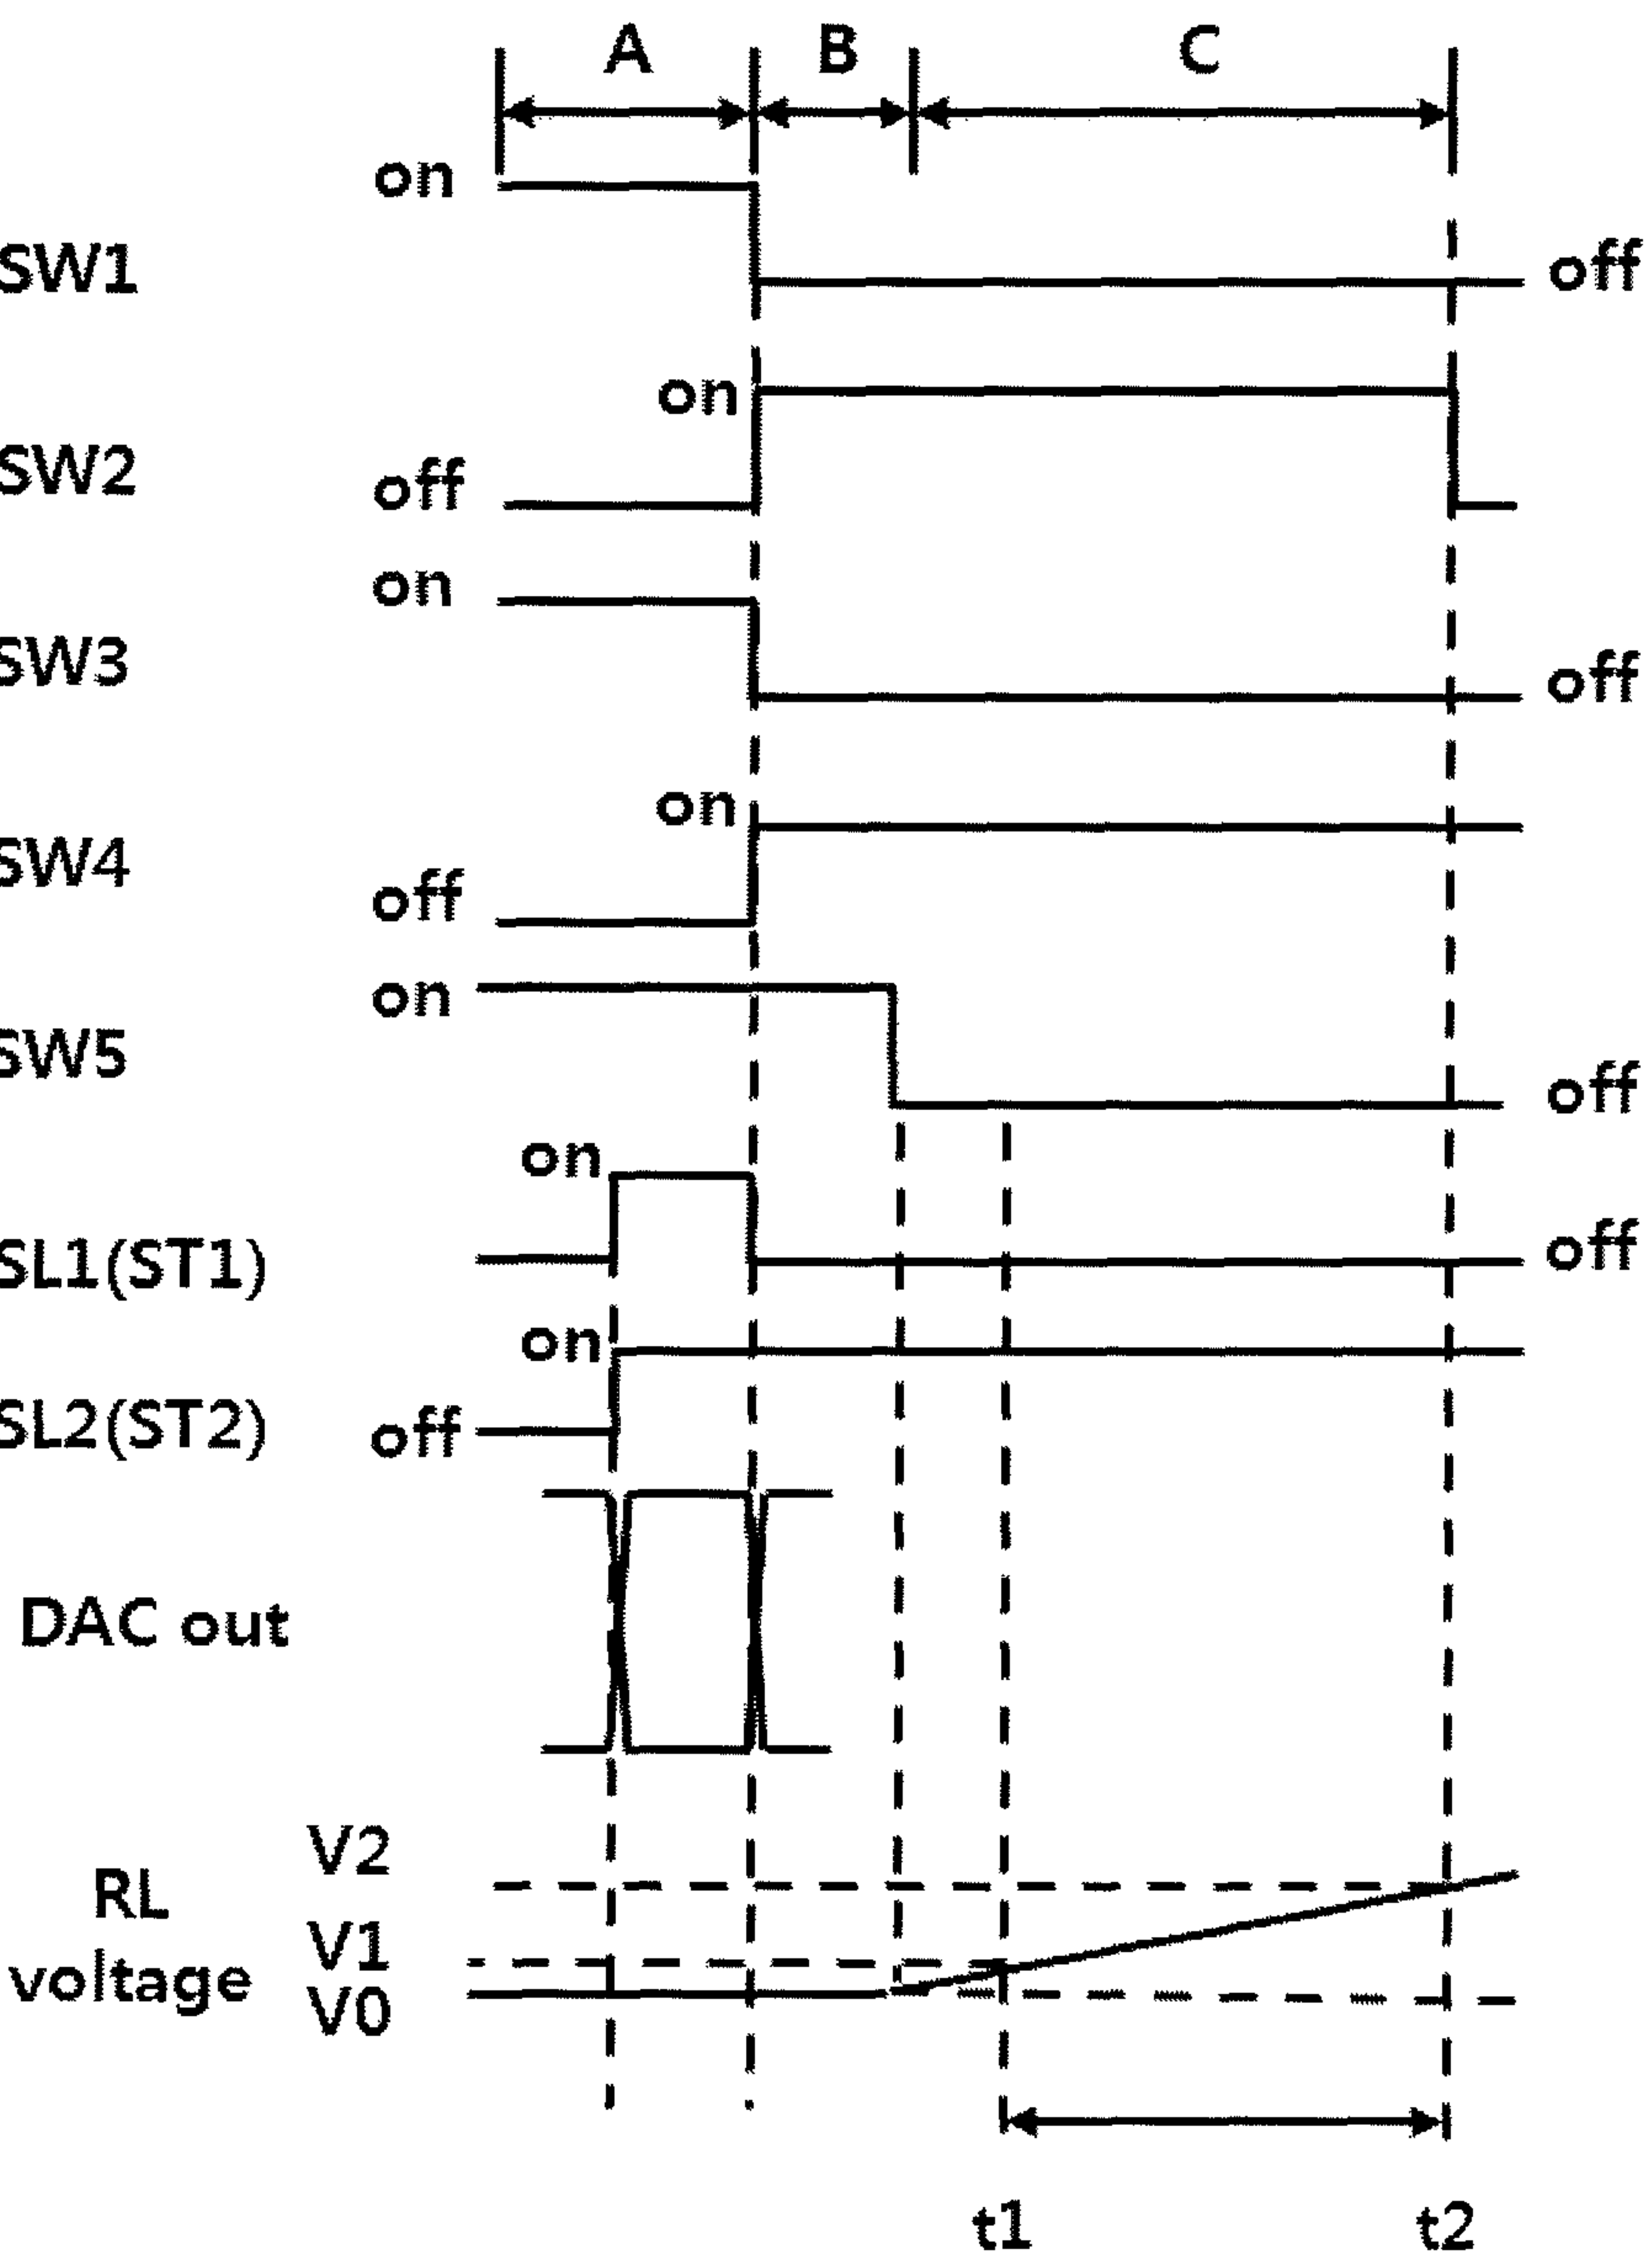 A B C
on
SW1 off
on
SW2 off
on
SW3 off
on
SW4 off
on
SW5 off
on
SL1(ST1) off
on
SL2(ST2) off
DAC out
V2
RL
V1
voltage
V0
t1 t2